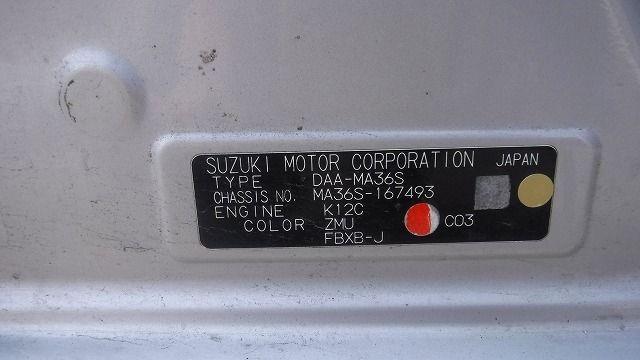 SUZUKI MOTOR CORPORATION JAPAN
TYPE DAA-MA36S
CHASSIS NO. MA36S-167493
ENGINE K12C
COLOR ZMU C03
FBXB-J